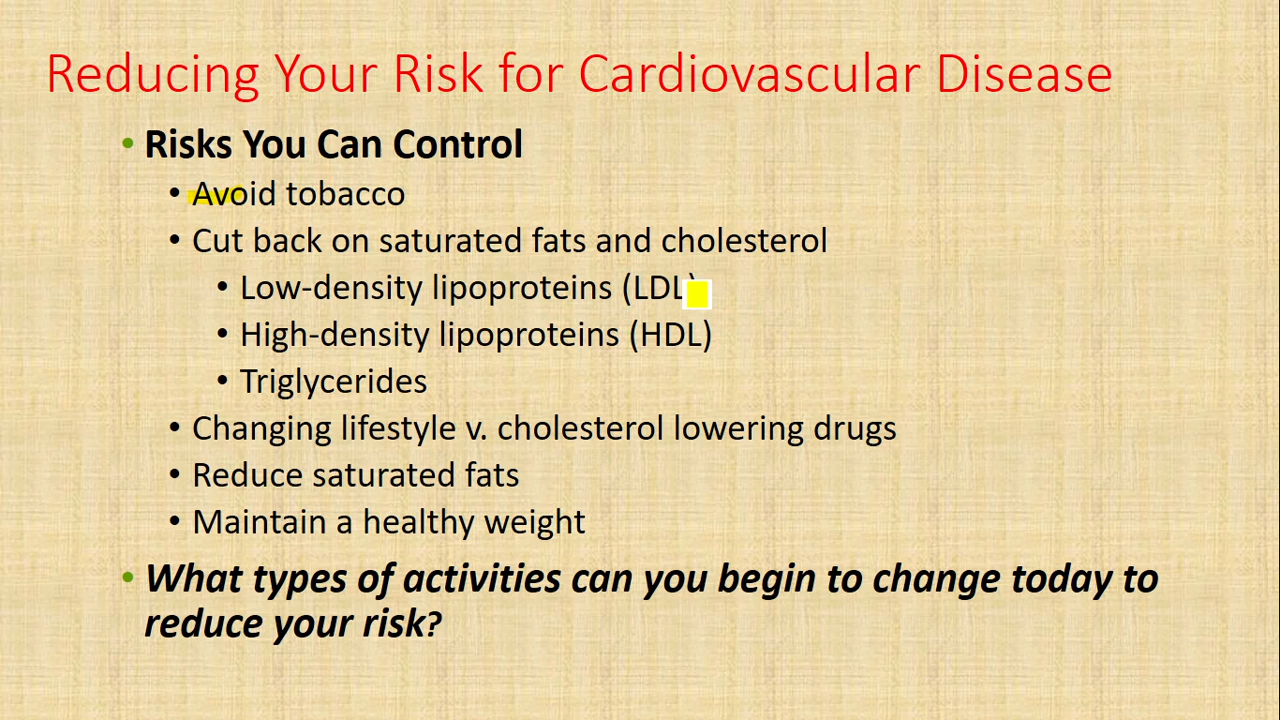 Reducing Your Risk for Cardiovascular Disease
• Risks You Can Control
• Avoid tobacco
• Cut back on saturated fats and cholesterol
• Low-density lipoproteins (LDL)
• High-density lipoproteins (HDL)
• Triglycerides
• Changing lifestyle v. cholesterol lowering drugs
• Reduce saturated fats
• Maintain a healthy weight
• What types of activities can you begin to change today to
reduce your risk?